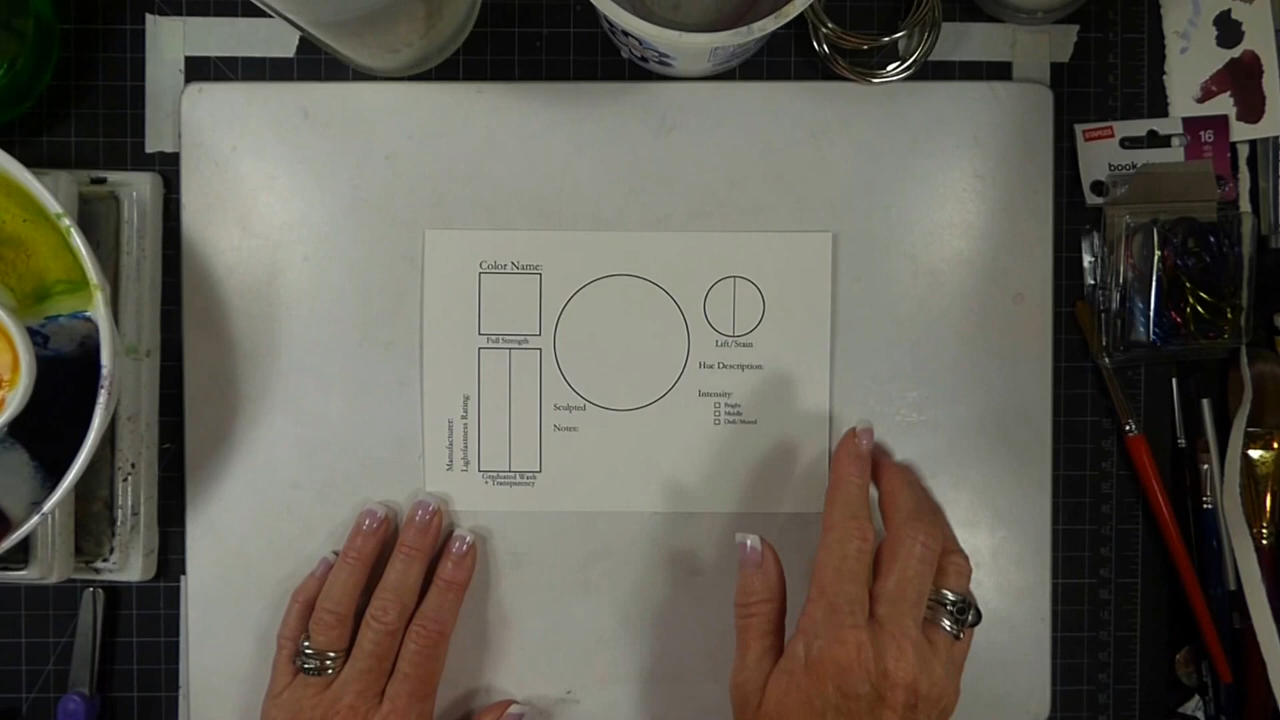 STAPLES
16
book
Color Name:
Full Strength
Lift/Stain
Hue Description:
Intensity:
Bright
Middle
Dark/Muted
Sculpted
Notes:
Manufacturer:
Lightfastness Rating:
Graduated Wash
+ Transparency